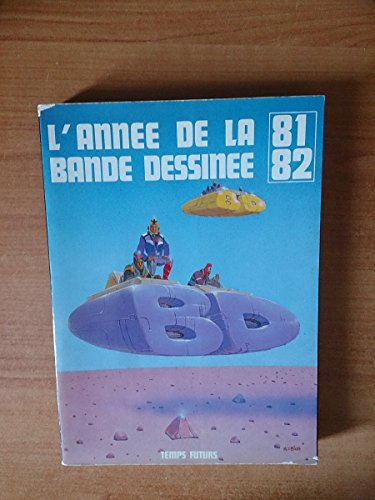 L'ANNEE DE LA
BANDE DESSINEE
81
82
BD
TEMPS FUTURS